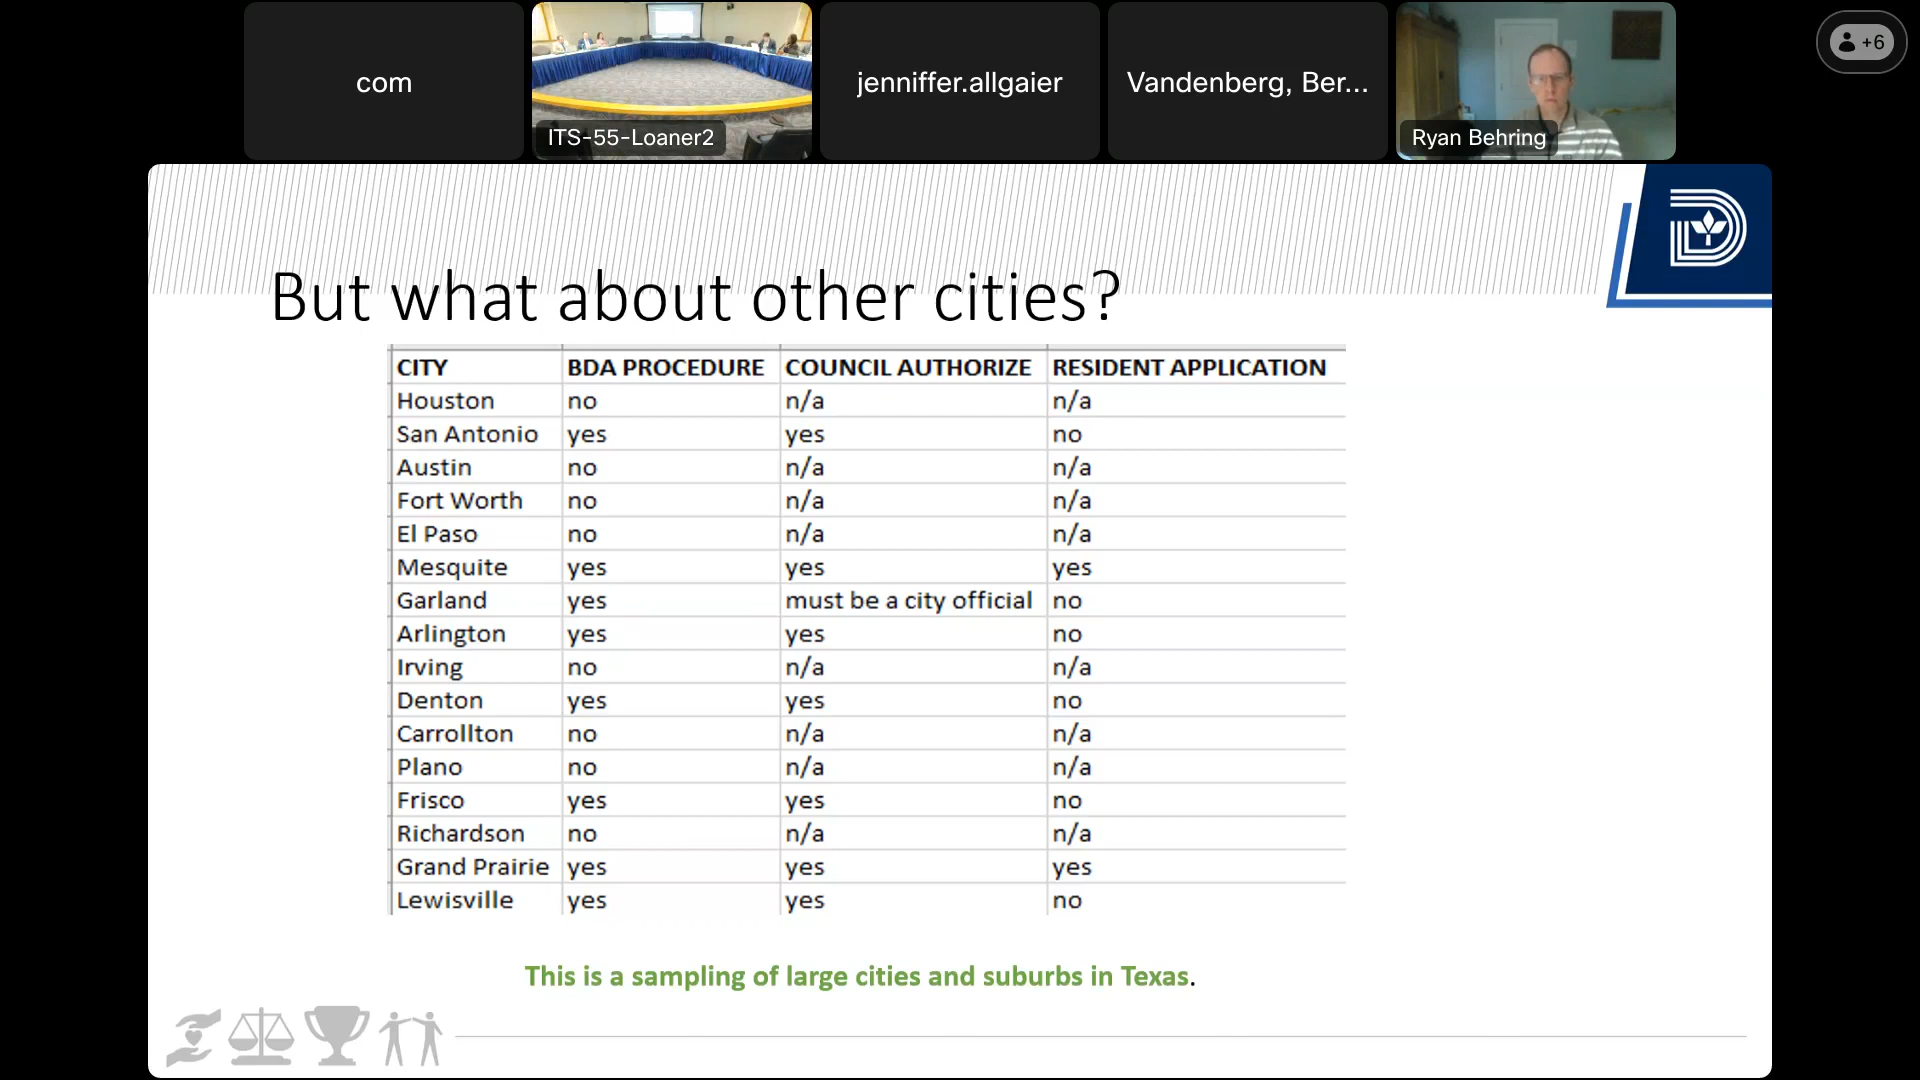 com
ITS-55-Loaner2
jenniffer.allgaier
Vandenberg, Ber...
Ryan Behring
+6
But what about other cities?
CITY BDA PROCEDURE COUNCIL AUTHORIZE RESIDENT APPLICATION
Houston no n/a n/a
San Antonio yes yes no
Austin no n/a n/a
Fort Worth no n/a n/a
El Paso no n/a n/a
Mesquite yes yes yes
Garland yes must be a city official no
Arlington yes yes no
Irving no n/a n/a
Denton yes yes no
Carrollton no n/a n/a
Plano no n/a n/a
Frisco yes yes no
Richardson no n/a n/a
Grand Prairie yes yes yes
Lewisville yes yes no
This is a sampling of large cities and suburbs in Texas.